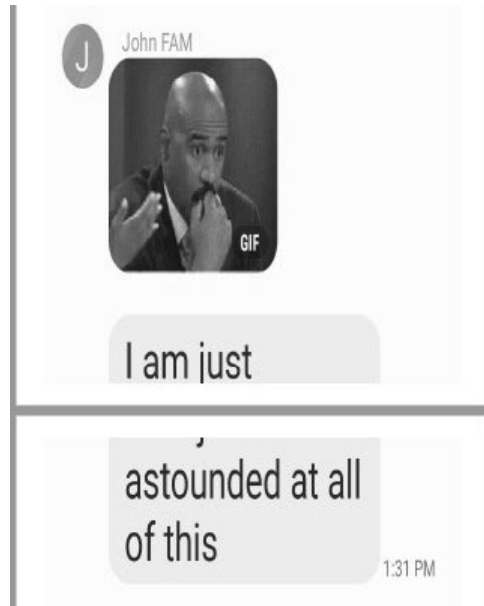 J
John FAM
GIF
I am just
astounded at all
of this
1:31 PM